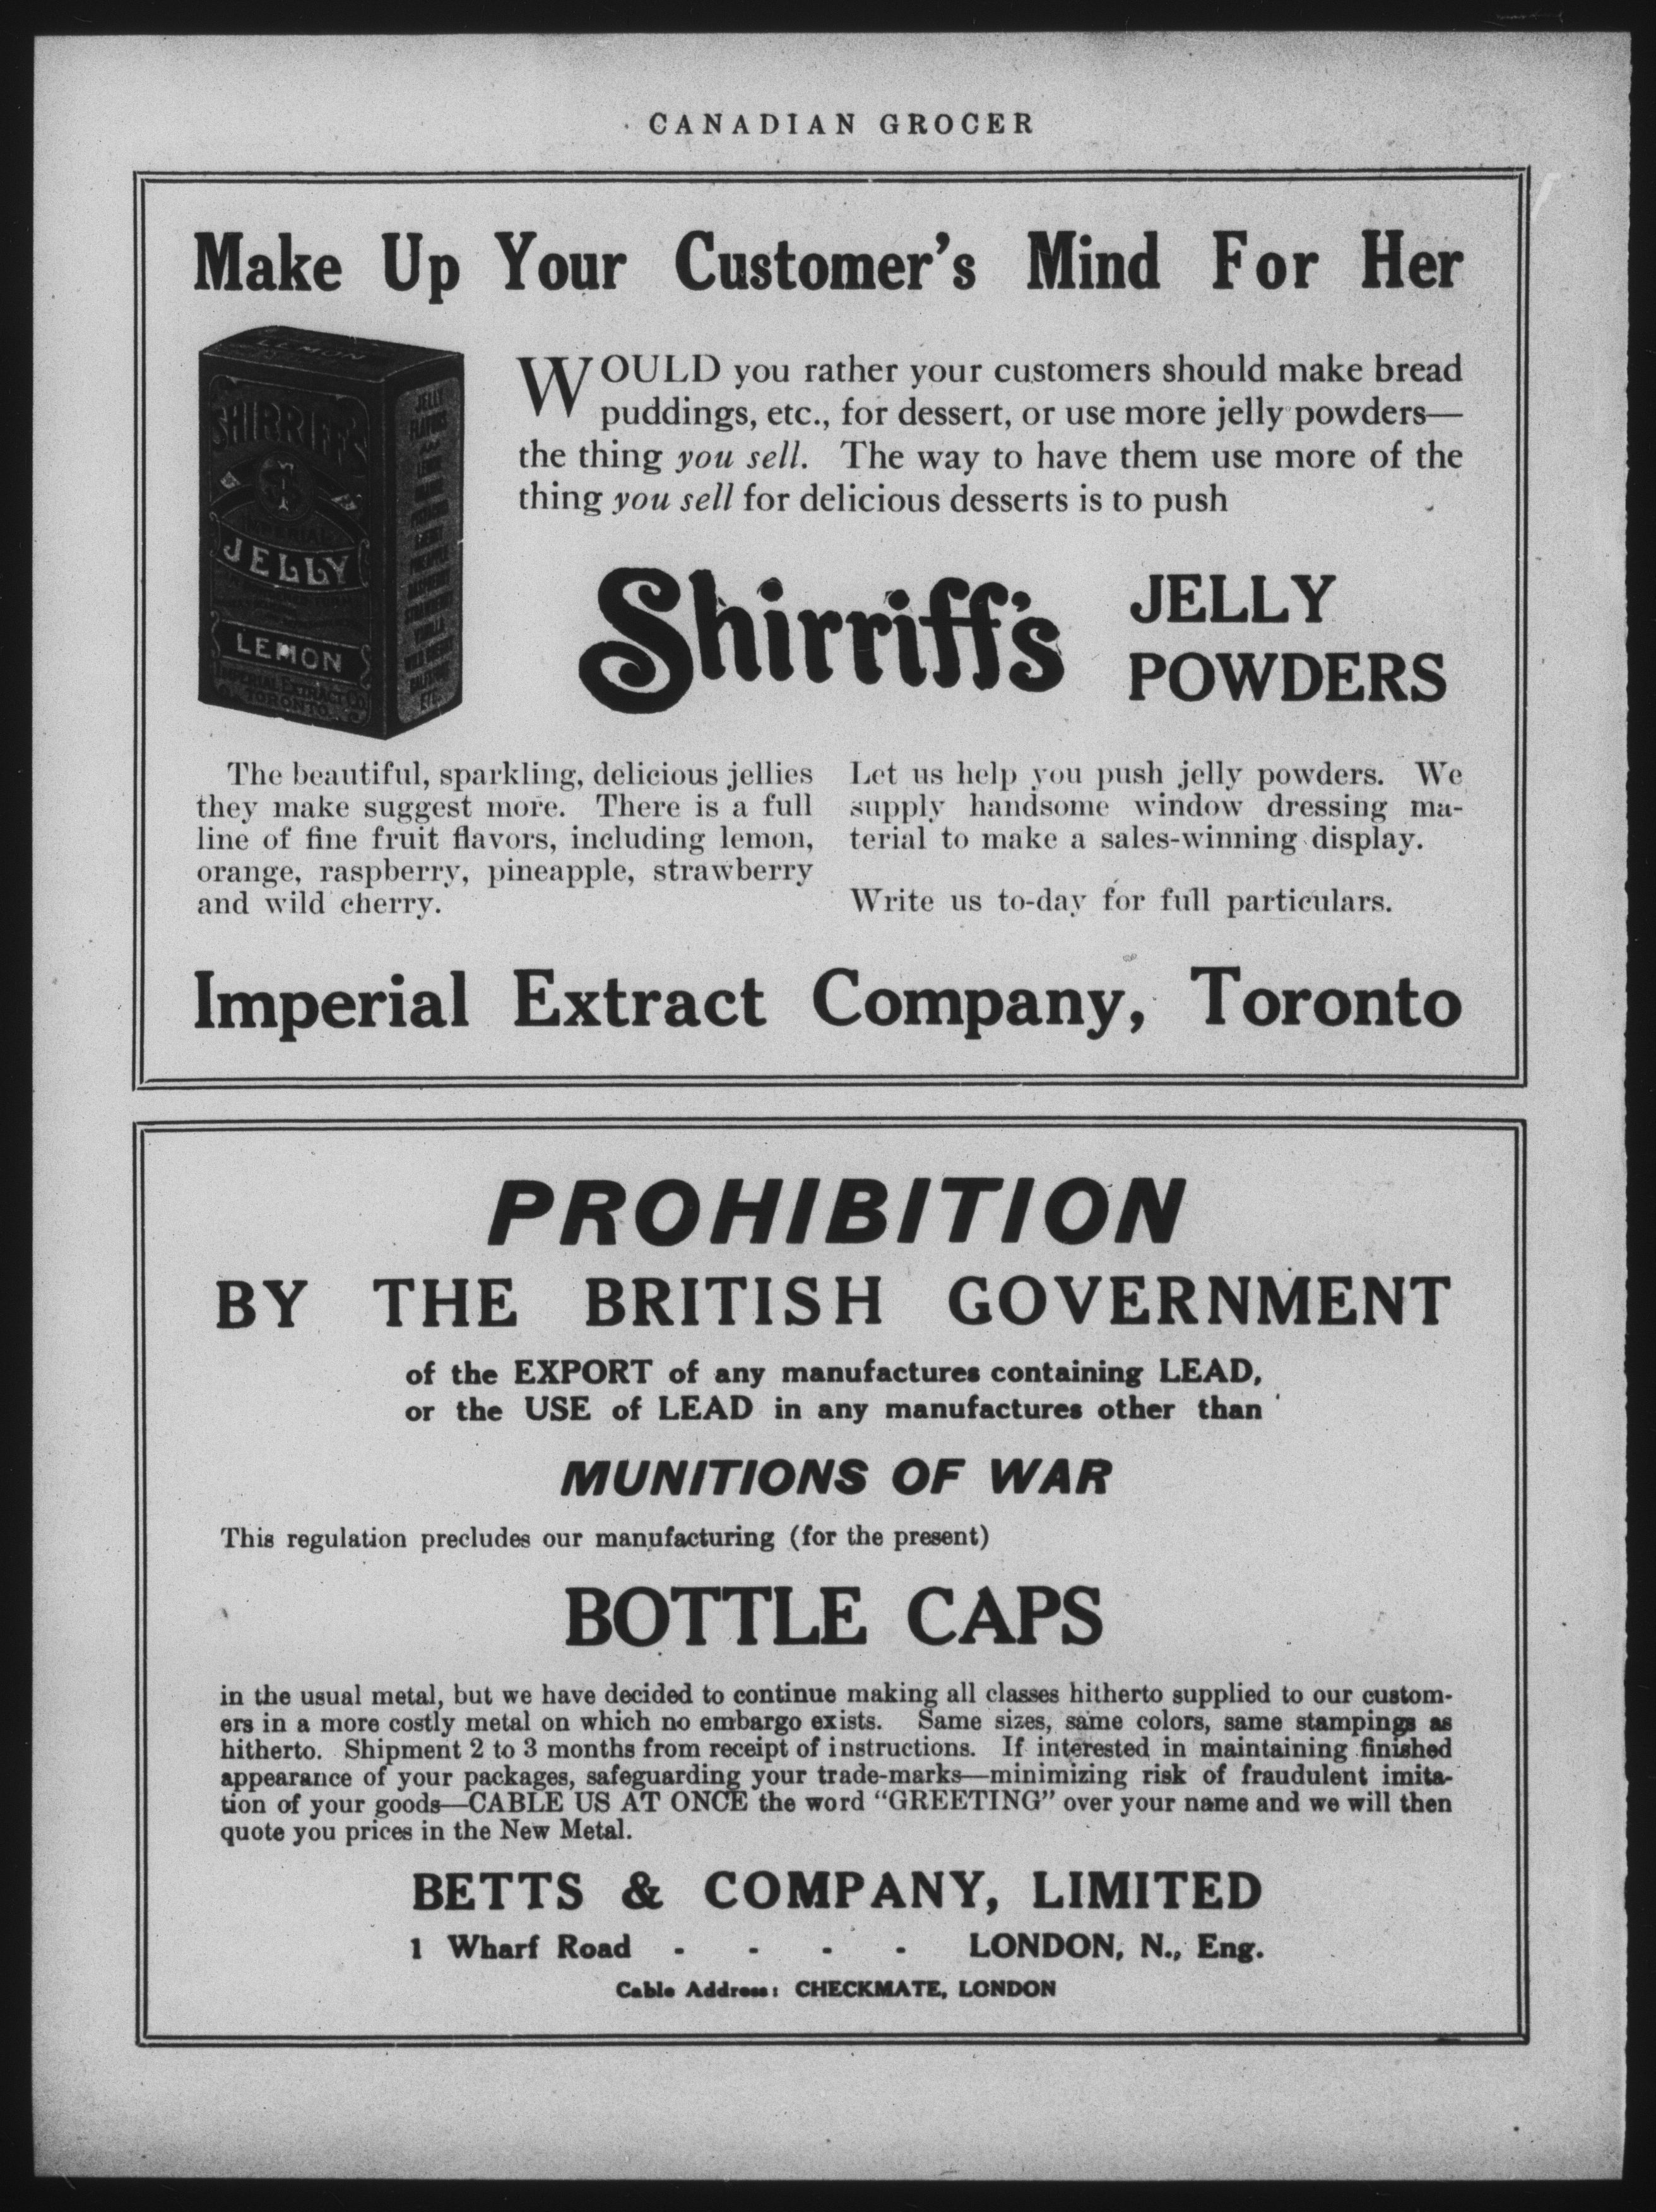 CANADIAN GROCER
Make Up Your Customer's Mind For Her
LEMON
SHIRRIFF'S
IMPERIAL
JELLY
LEMON
IMPERIAL EXTRACT Co
TORONTO
JELLY
FLAVORS
WOULD you rather your customers should make bread
puddings, etc., for dessert, or use more jelly powders—
the thing you sell. The way to have them use more of the
thing you sell for delicious desserts is to push
Shirriff's JELLY
POWDERS
The beautiful, sparkling, delicious jellies
they make suggest more. There is a full
line of fine fruit flavors, including lemon,
orange, raspberry, pineapple, strawberry
and wild cherry.
Let us help you push jelly powders. We
supply handsome window dressing ma-
terial to make a sales-winning display.
Write us to-day for full particulars.
Imperial Extract Company, Toronto
PROHIBITION
BY THE BRITISH GOVERNMENT
of the EXPORT of any manufactures containing LEAD,
or the USE of LEAD in any manufactures other than
MUNITIONS OF WAR
This regulation precludes our manufacturing (for the present)
BOTTLE CAPS
in the usual metal, but we have decided to continue making all classes hitherto supplied to our custom-
ers in a more costly metal on which no embargo exists. Same sizes, same colors, same stampings as
hitherto. Shipment 2 to 3 months from receipt of instructions. If interested in maintaining finished
appearance of your packages, safeguarding your trade-marks—minimizing risk of fraudulent imita-
tion of your goods—CABLE US AT ONCE the word "GREETING" over your name and we will then
quote you prices in the New Metal.
BETTS & COMPANY, LIMITED
1 Wharf Road - - - - LONDON, N., Eng.
Cable Address: CHECKMATE, LONDON